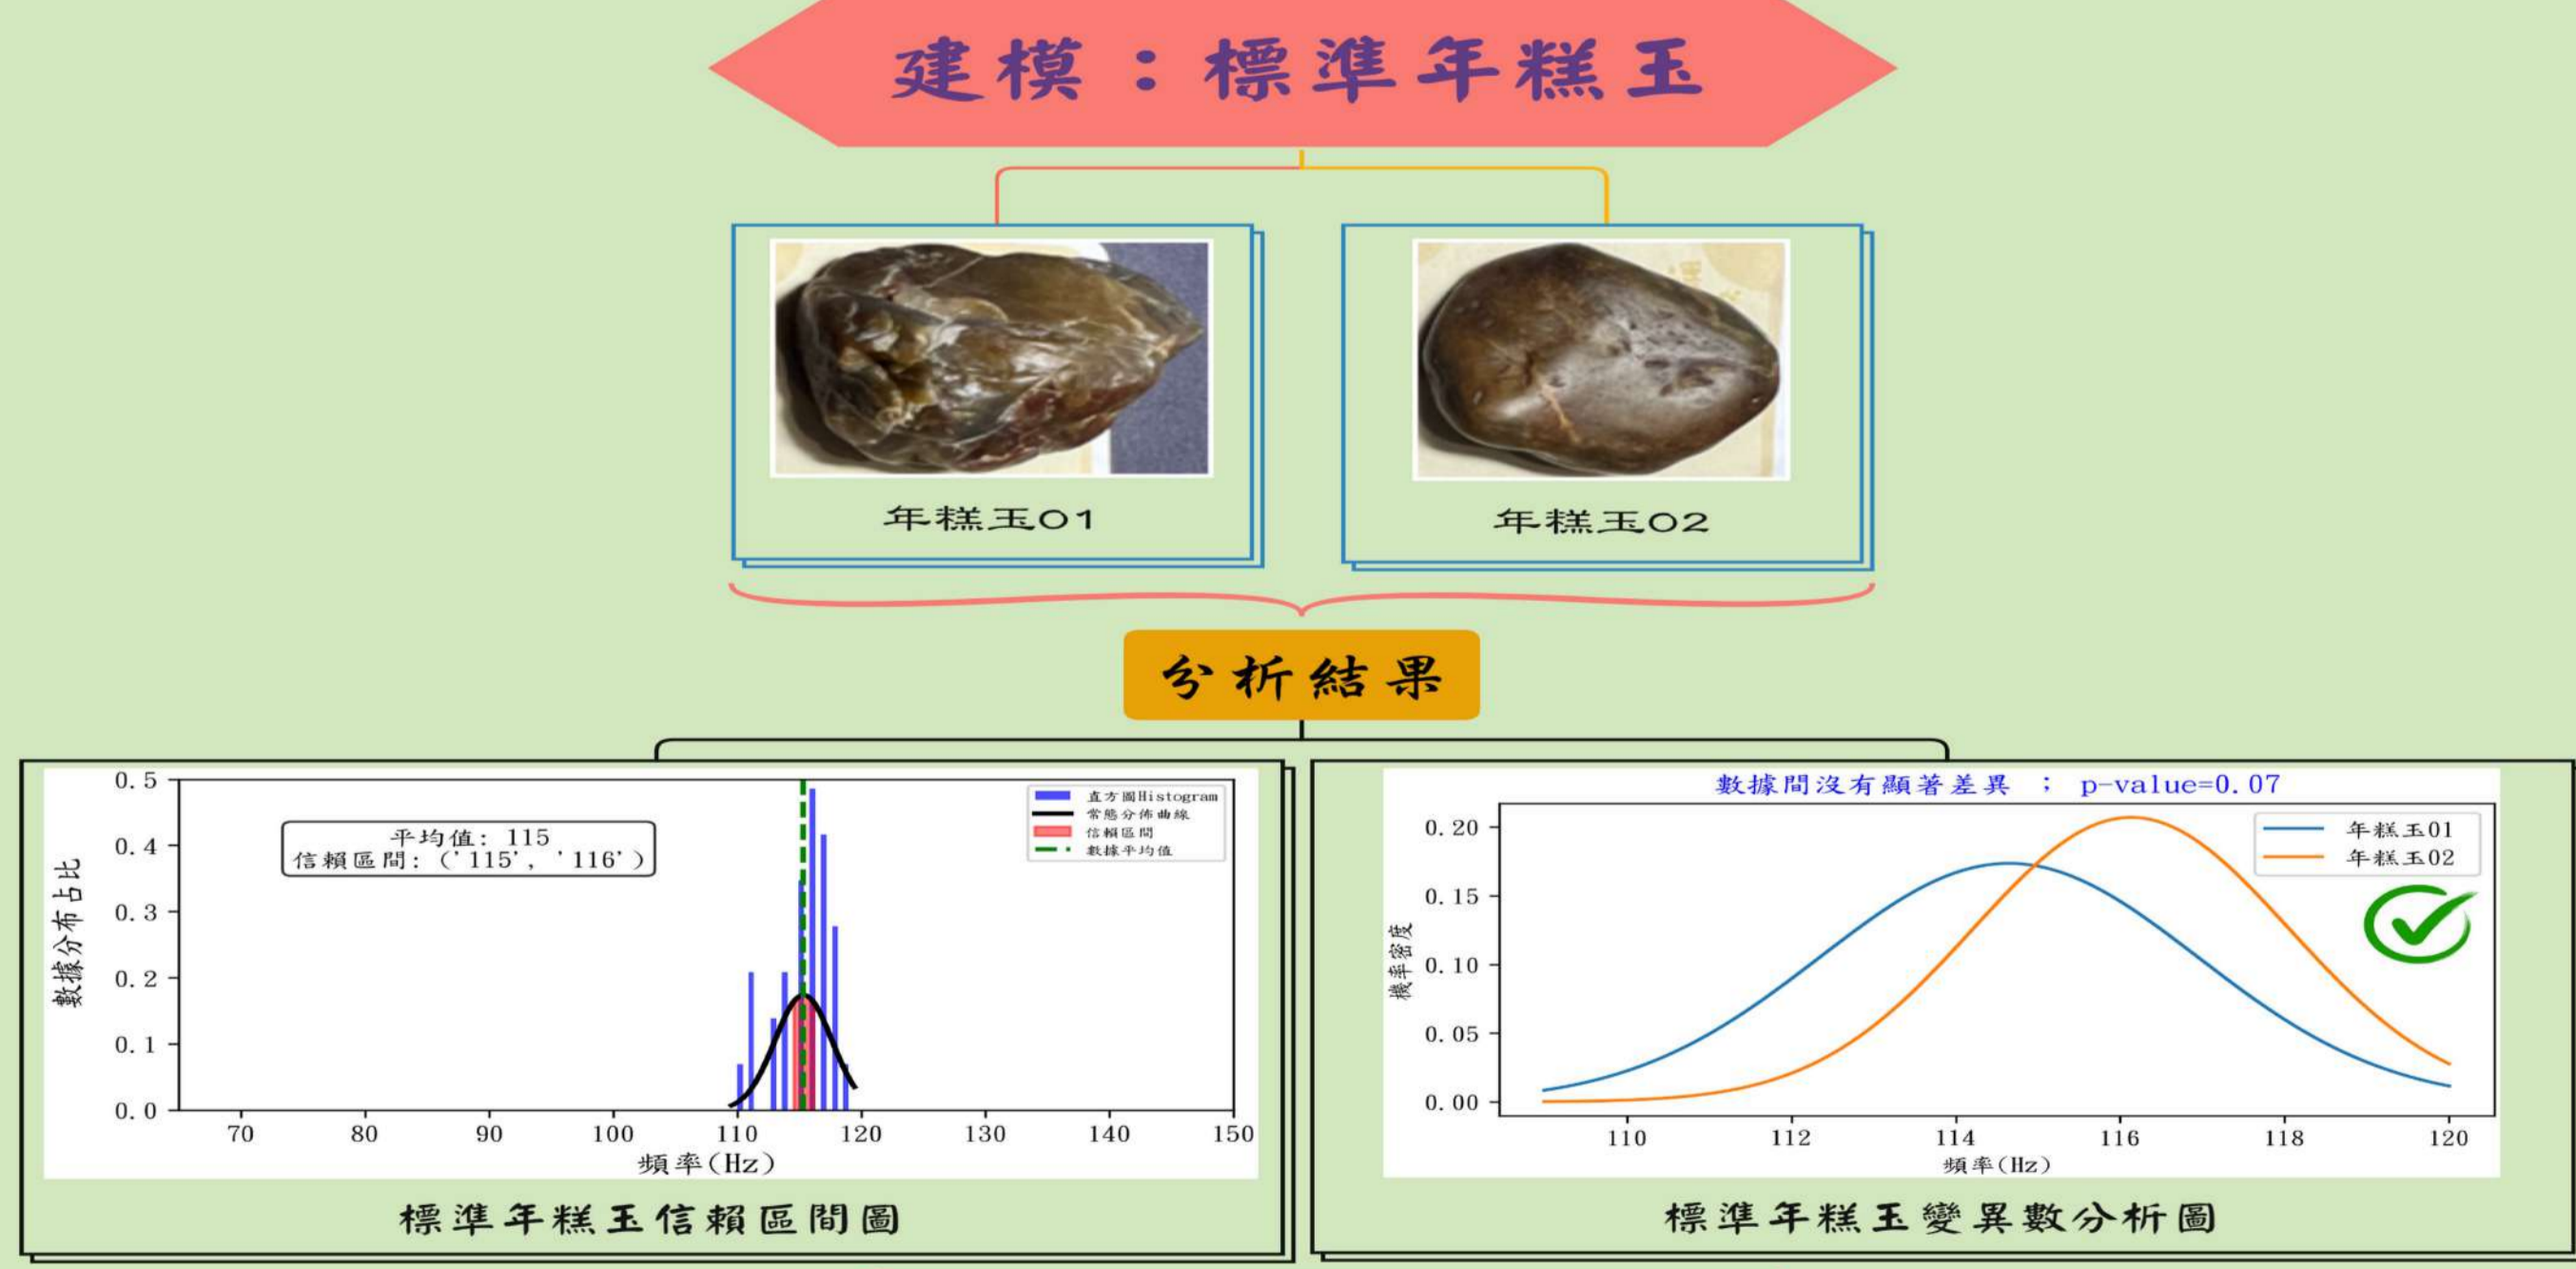 建模：標準年糕玉
年糕玉01
年糕玉02
分析結果
0.5
0.4
0.3
0.2
0.1
0.0
數據分布占比
平均值: 115
信賴區間: ('115', '116')
直方圖Histogram
常態分佈曲線
信賴區間
數據平均值
70 80 90 100 110 120 130 140 150
頻率(Hz)
標準年糕玉信賴區間圖
數據間沒有顯著差異 ； p-value=0.07
0.20
0.15
0.10
0.05
0.00
機率密度
年糕玉01
年糕玉02
110 112 114 116 118 120
頻率(Hz)
標準年糕玉變異數分析圖